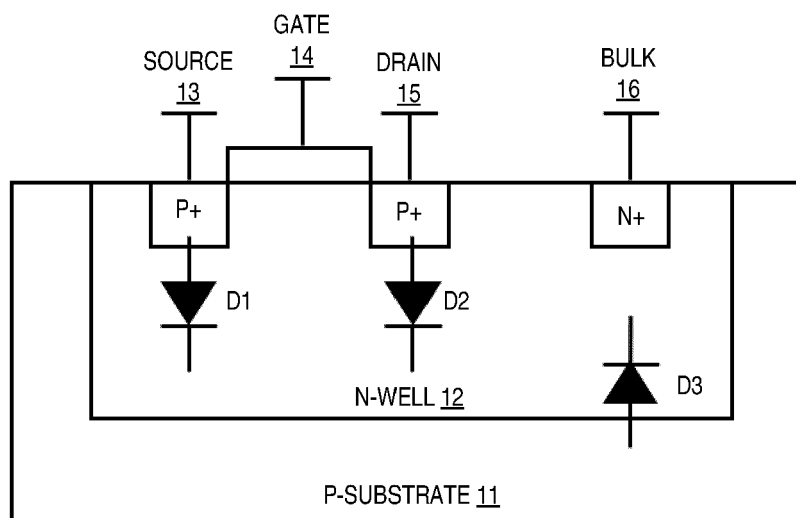 GATE
14
SOURCE
13
DRAIN
15
BULK
16
P+
P+
N+
D1
D2
D3
N-WELL 12
P-SUBSTRATE 11